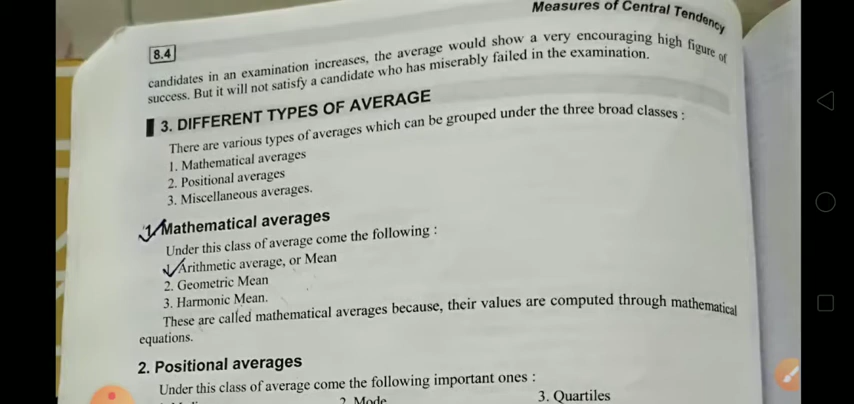 Measures of Central Tendency
8.4
candidates in an examination increases, the average would show a very encouraging high figure of
success. But it will not satisfy a candidate who has miserably failed in the examination.
3. DIFFERENT TYPES OF AVERAGE
There are various types of averages which can be grouped under the three broad classes :
1. Mathematical averages
2. Positional averages
3. Miscellaneous averages.
1. Mathematical averages
Under this class of average come the following :
Arithmetic average, or Mean
2. Geometric Mean
3. Harmonic Mean.
These are called mathematical averages because, their values are computed through mathematical
equations.
2. Positional averages
Under this class of average come the following important ones :
2. Mode 3. Quartiles